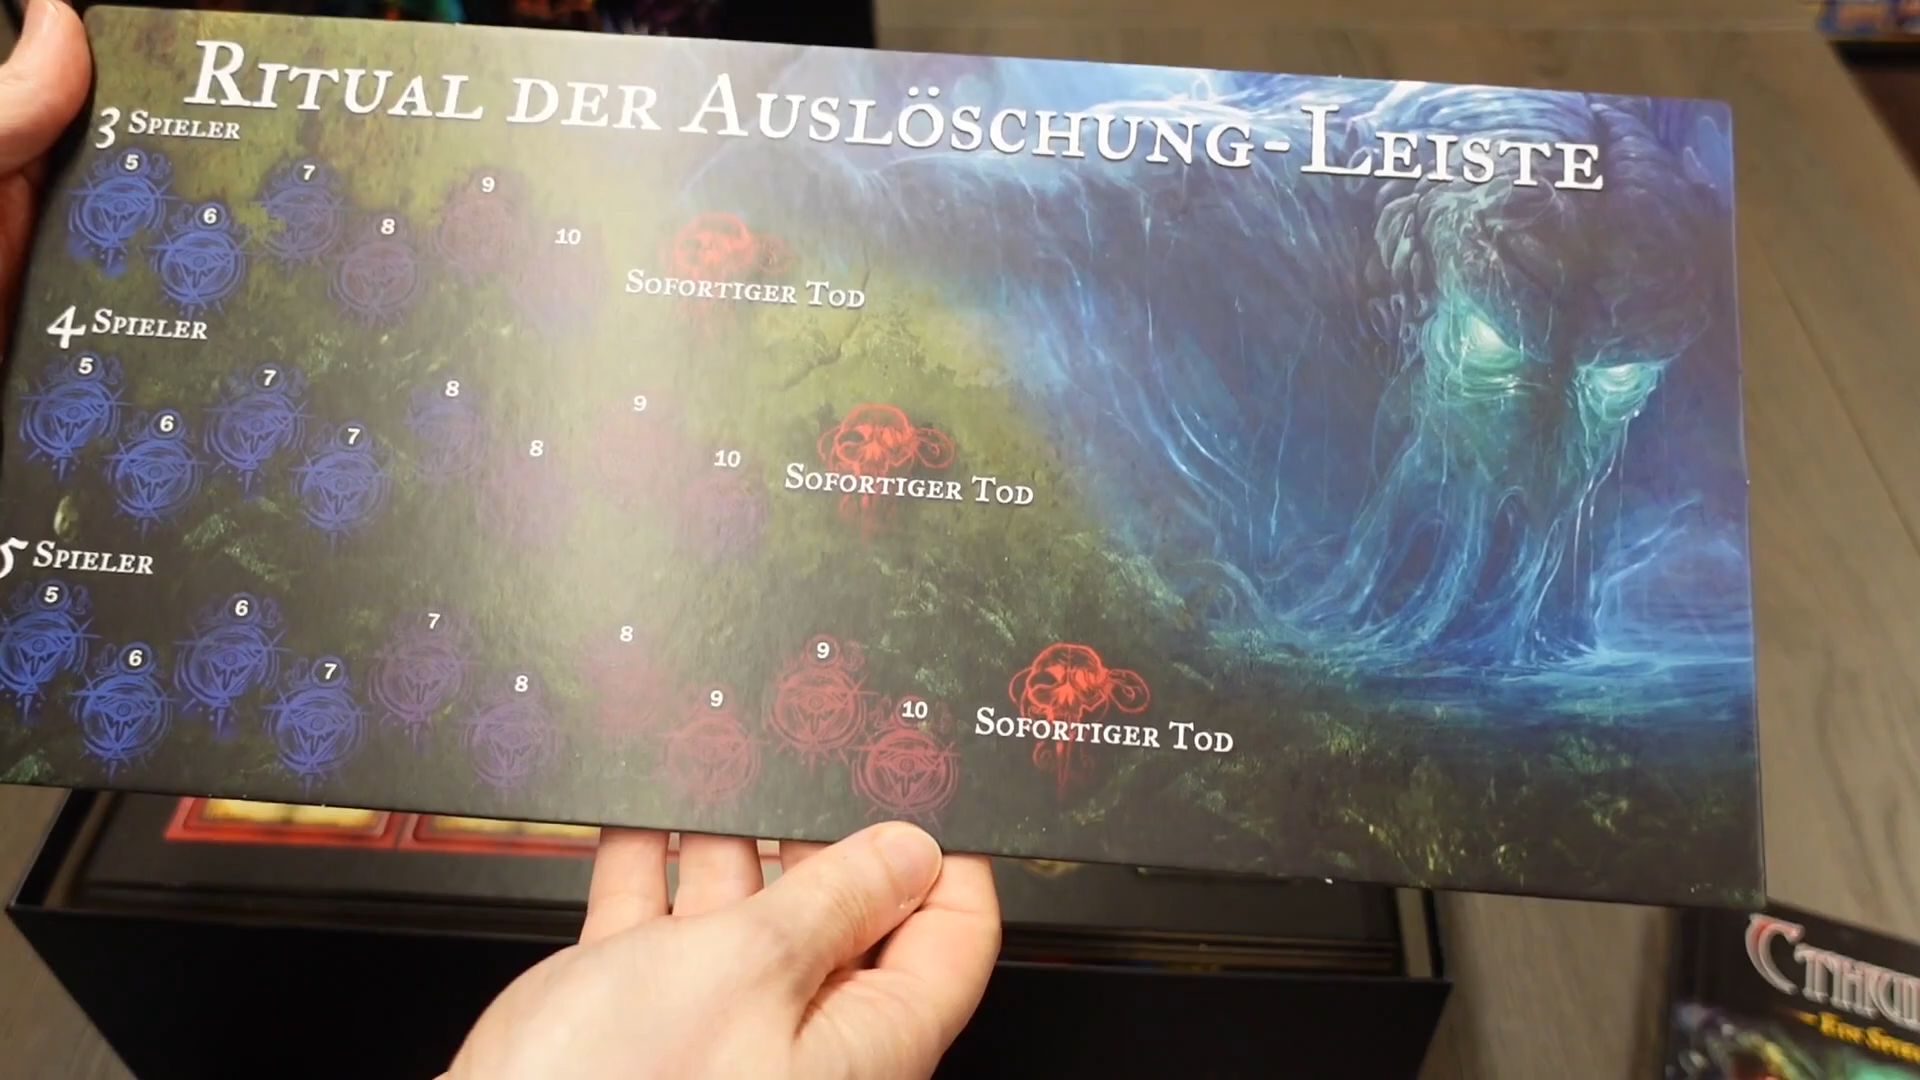 Ritual der Auslöschung-Leiste
3 Spieler
5 6 7 8 9 10
Sofortiger Tod
4 Spieler
5 6 7 7 8 8 9 10
Sofortiger Tod
5 Spieler
5 6 6 7 7 8 8 9 9 10
Sofortiger Tod